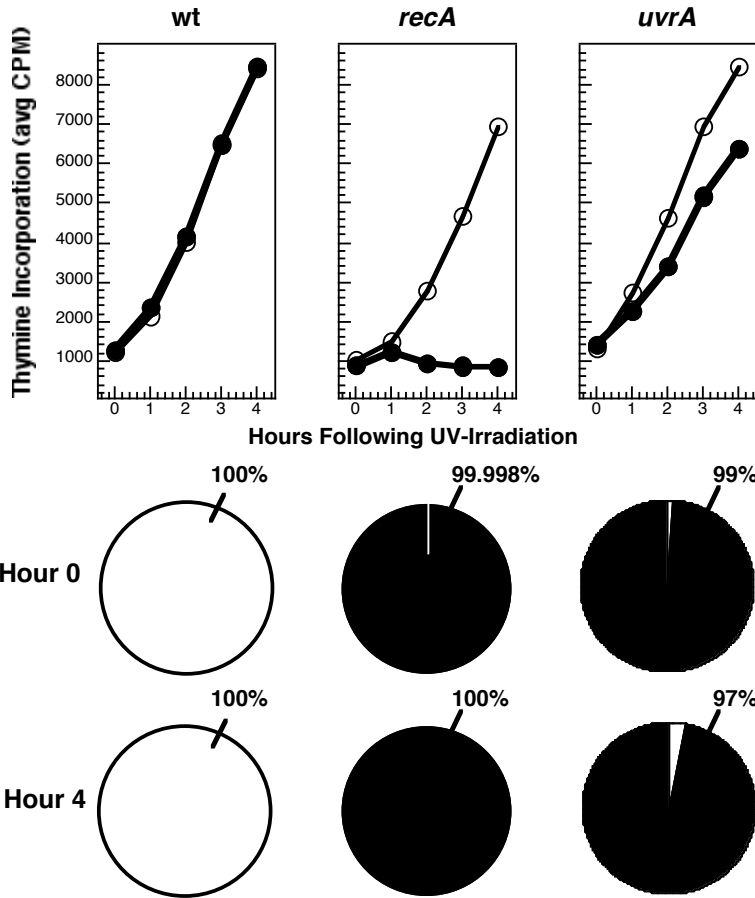 wt recA uvrA
Thymine Incorporation (avg CPM)
8000
7000
6000
5000
4000
3000
2000
1000
0 1 2 3 4 0 1 2 3 4 0 1 2 3 4
Hours Following UV-Irradiation
100% 99.998% 99%
Hour 0
100% 100% 97%
Hour 4